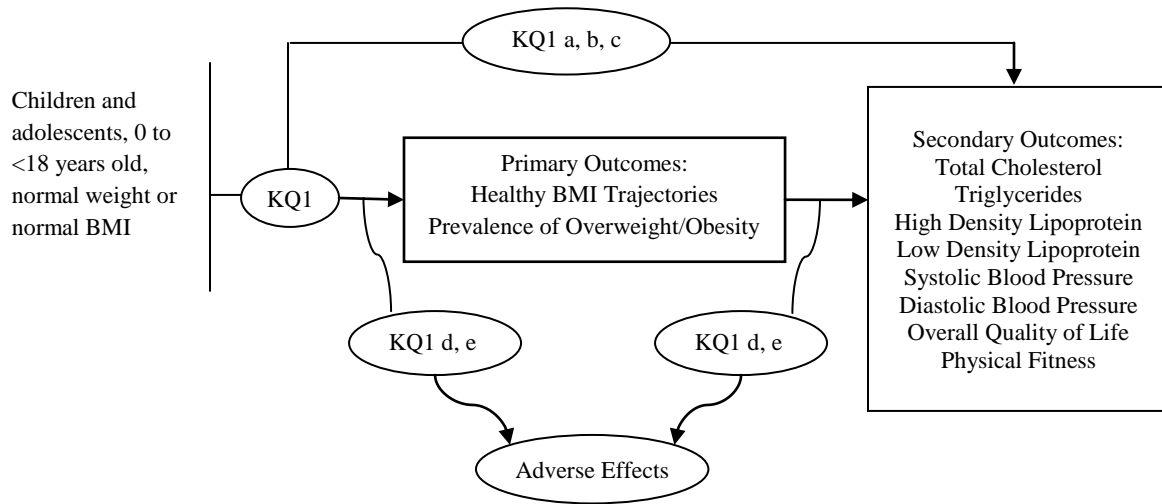 KQ1 a, b, c
Children and
adolescents, 0 to
<18 years old,
normal weight or
normal BMI
KQ1
Primary Outcomes:
Healthy BMI Trajectories
Prevalence of Overweight/Obesity
Secondary Outcomes:
Total Cholesterol
Triglycerides
High Density Lipoprotein
Low Density Lipoprotein
Systolic Blood Pressure
Diastolic Blood Pressure
Overall Quality of Life
Physical Fitness
KQ1 d, e
KQ1 d, e
Adverse Effects